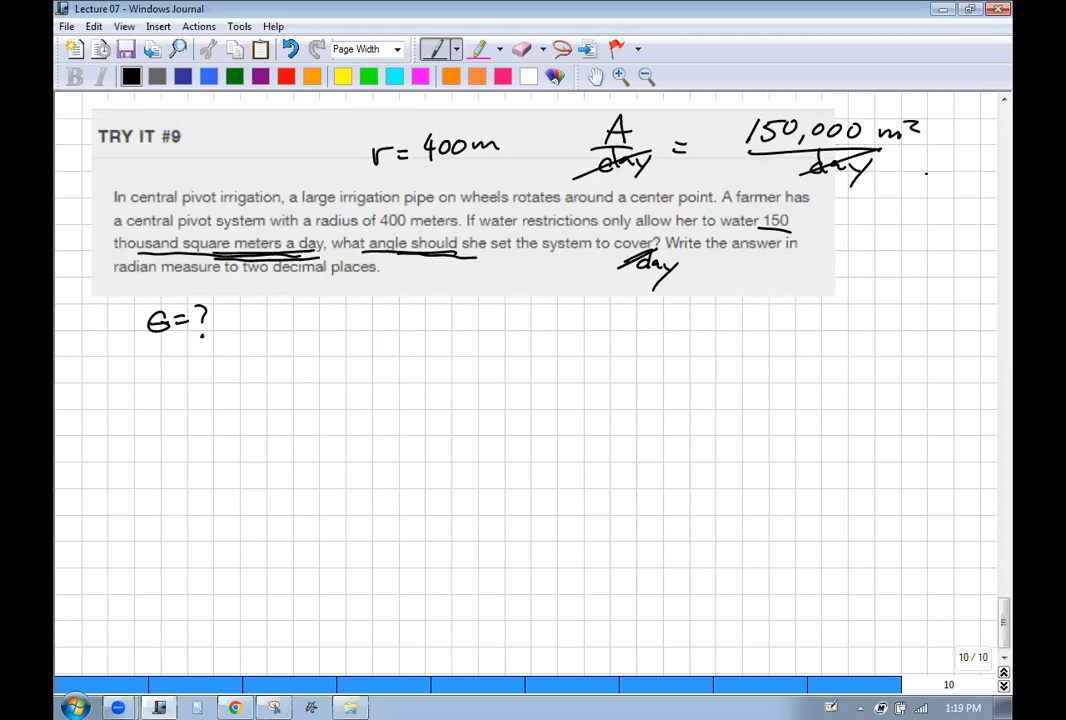 Lecture 07 - Windows Journal
File Edit View Insert Actions Tools Help
Page Width
B I
TRY IT #9
r = 400 m
A/day = 150,000 m²/day
In central pivot irrigation, a large irrigation pipe on wheels rotates around a center point. A farmer has
a central pivot system with a radius of 400 meters. If water restrictions only allow her to water 150
thousand square meters a day, what angle should she set the system to cover? Write the answer in
radian measure to two decimal places.
day
θ = ?
10 / 10
10
1:19 PM